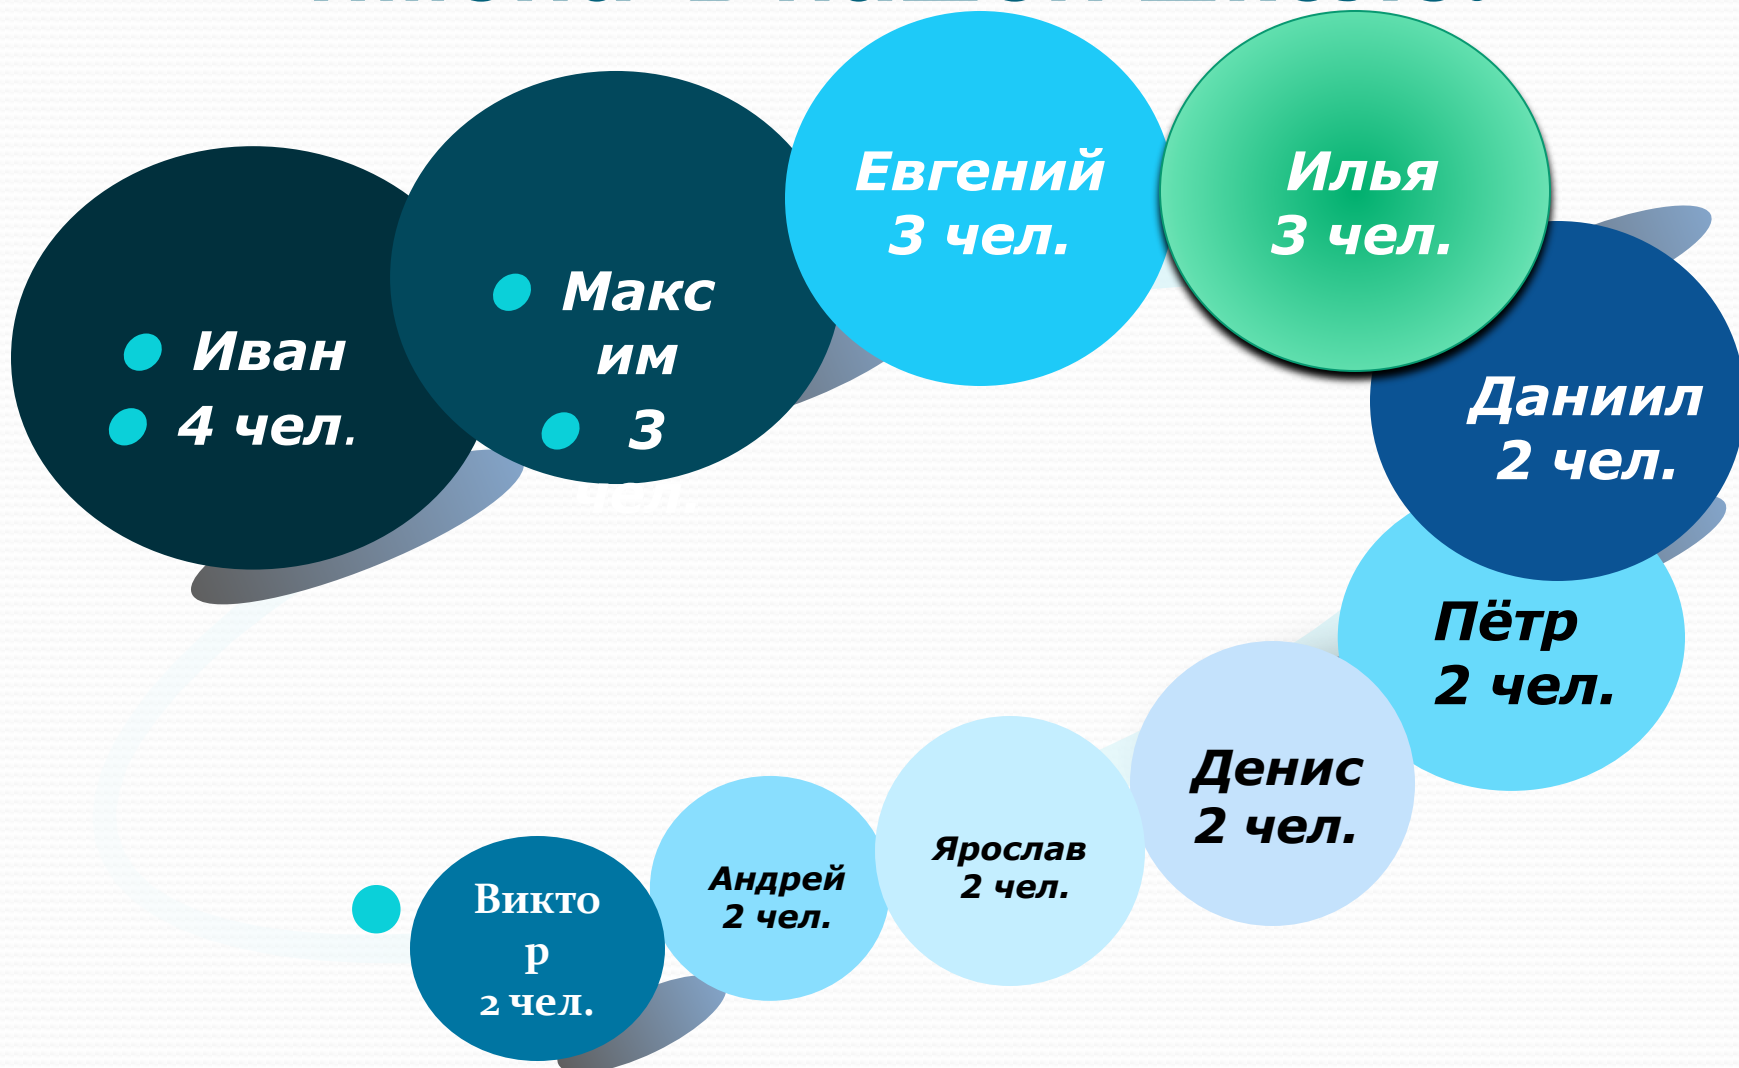 Иван
4 чел.
Макс
им
3
чел.
Евгений
3 чел.
Илья
3 чел.
Даниил
2 чел.
Пётр
2 чел.
Денис
2 чел.
Ярослав
2 чел.
Андрей
2 чел.
Викто
р
2 чел.